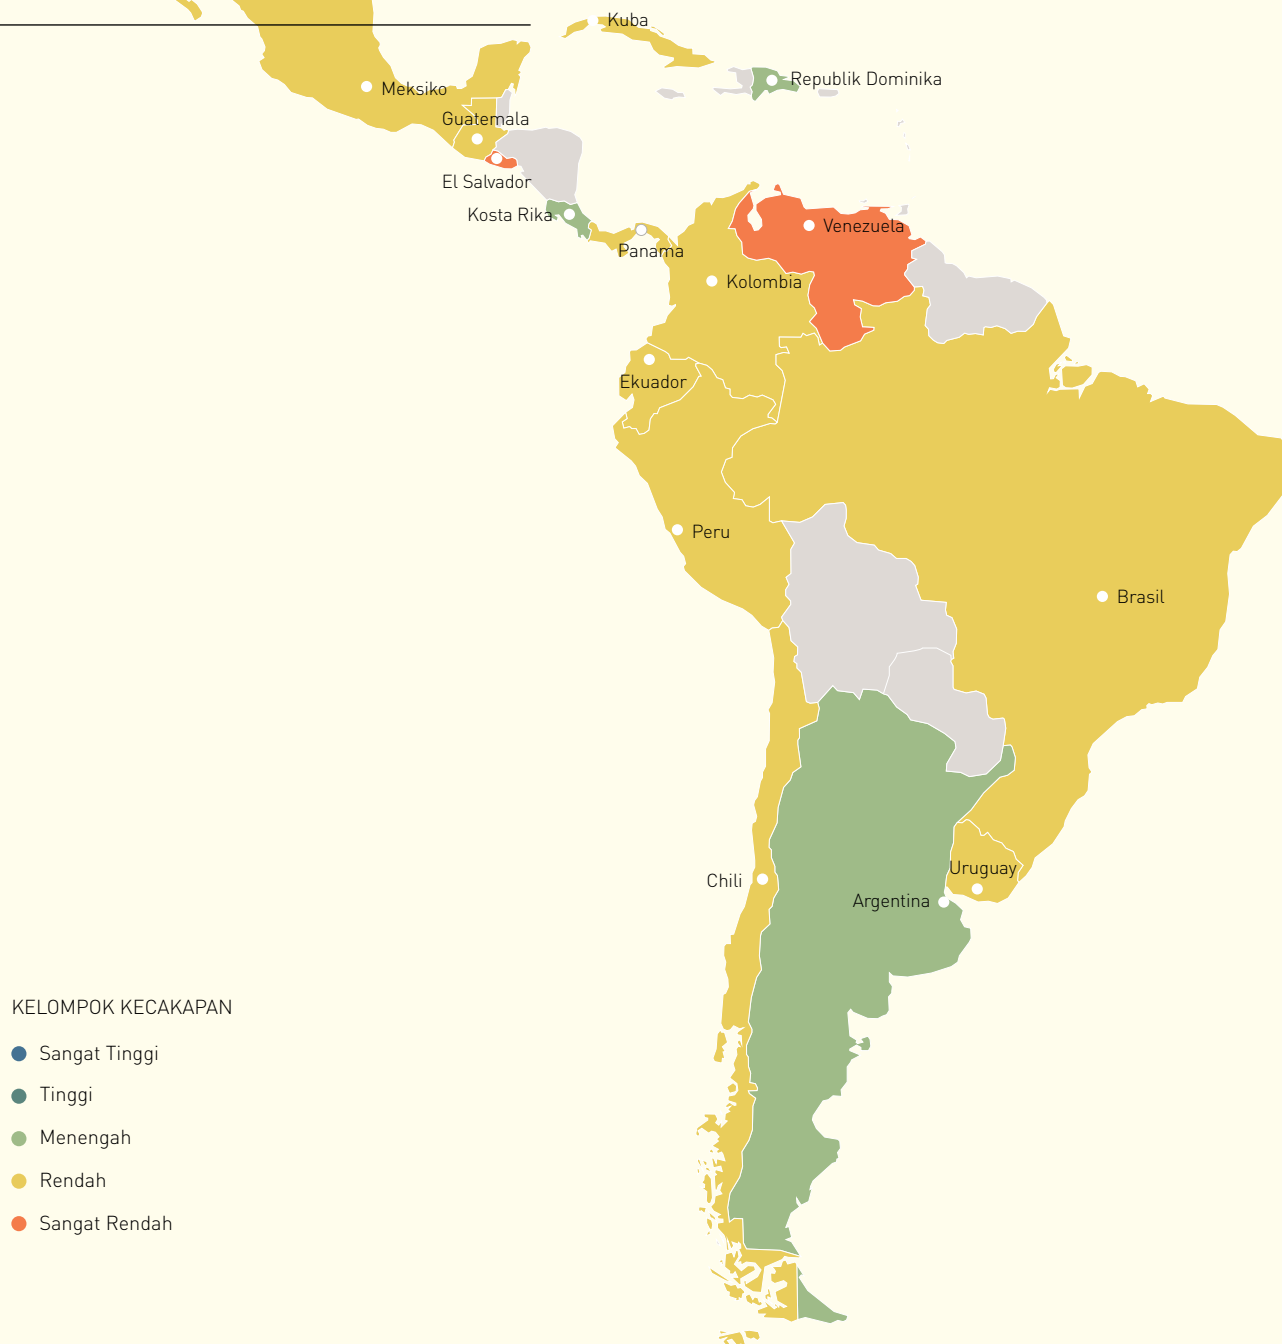 Kuba
Republik Dominika
Meksiko
Guatemala
El Salvador
Kosta Rika
Venezuela
Panama
Kolombia
Ekuador
Peru
Brasil
Uruguay
Chili
Argentina
KELOMPOK KECAKAPAN
Sangat Tinggi
Tinggi
Menengah
Rendah
Sangat Rendah